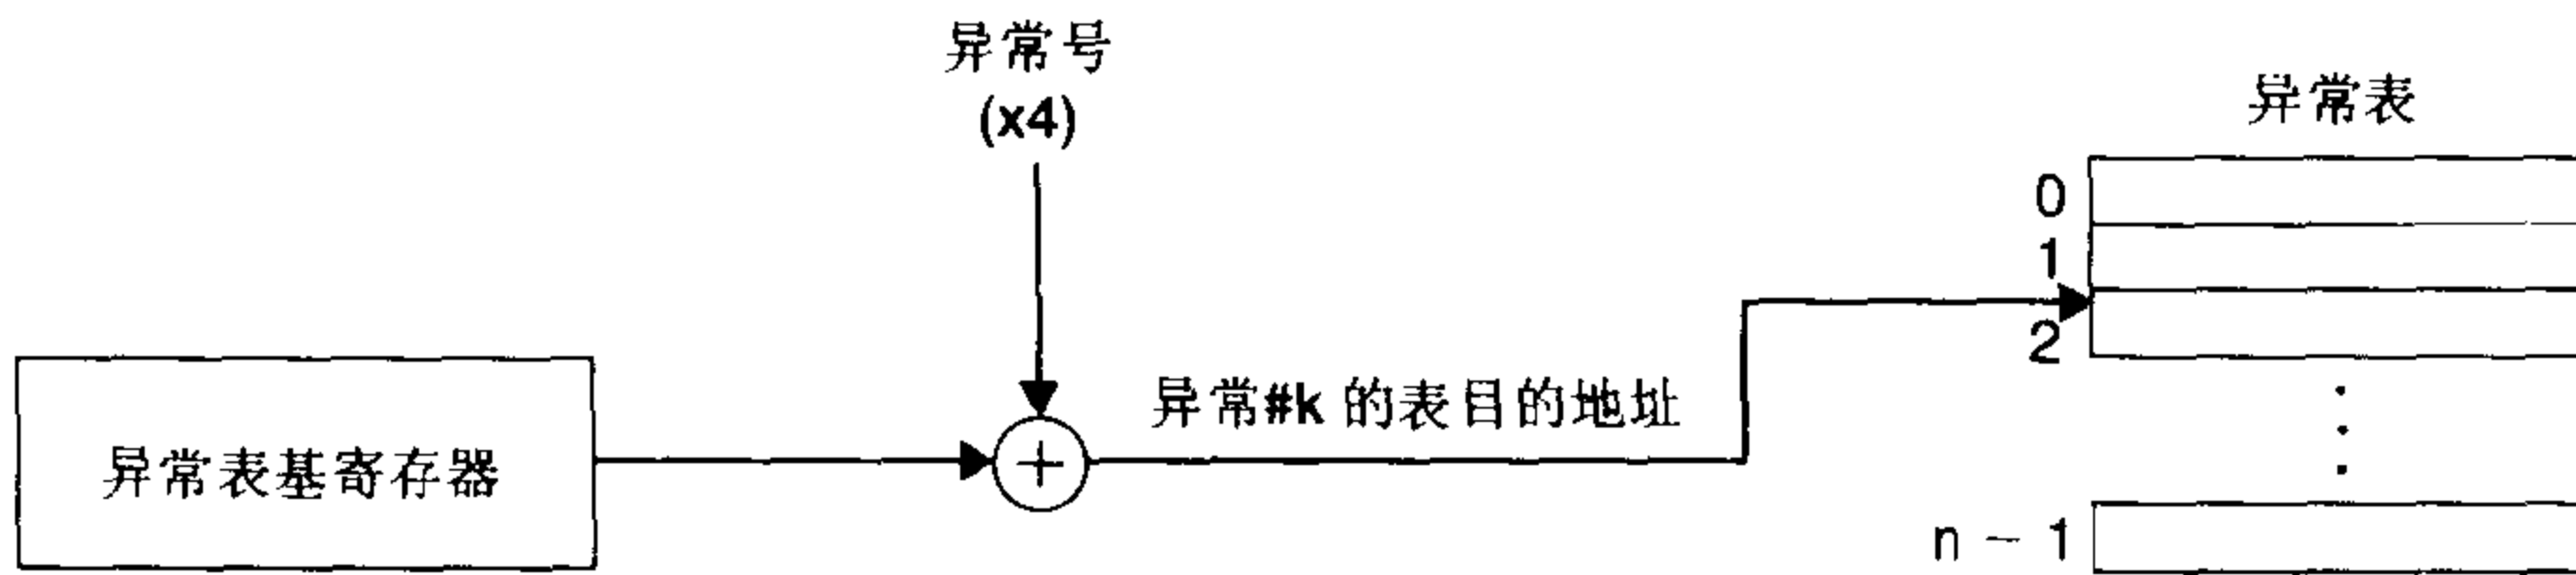 异常号
(x4)
异常表
0
1
2
异常#k 的表目的地址
异常表基寄存器
n – 1